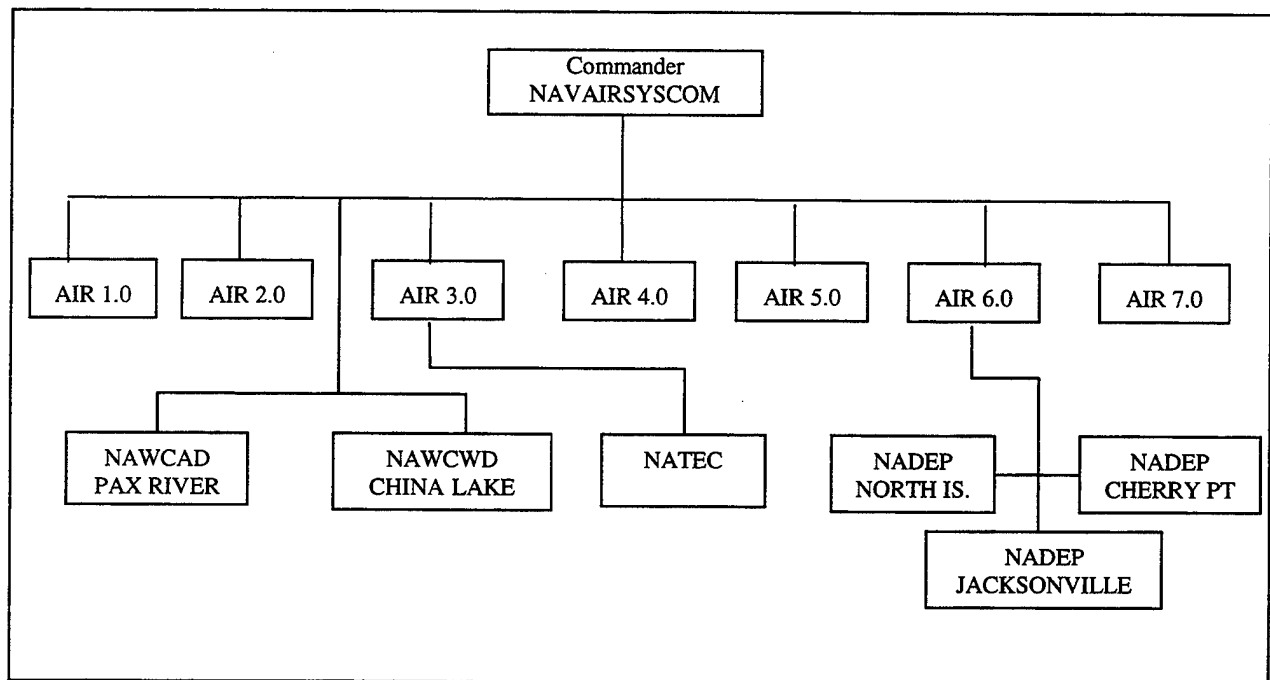 Commander
NAVAIRSYSCOM
AIR 1.0
AIR 2.0
AIR 3.0
AIR 4.0
AIR 5.0
AIR 6.0
AIR 7.0
NAWCAD
PAX RIVER
NAWCWD
CHINA LAKE
NATEC
NADEP
NORTH IS.
NADEP
CHERRY PT
NADEP
JACKSONVILLE